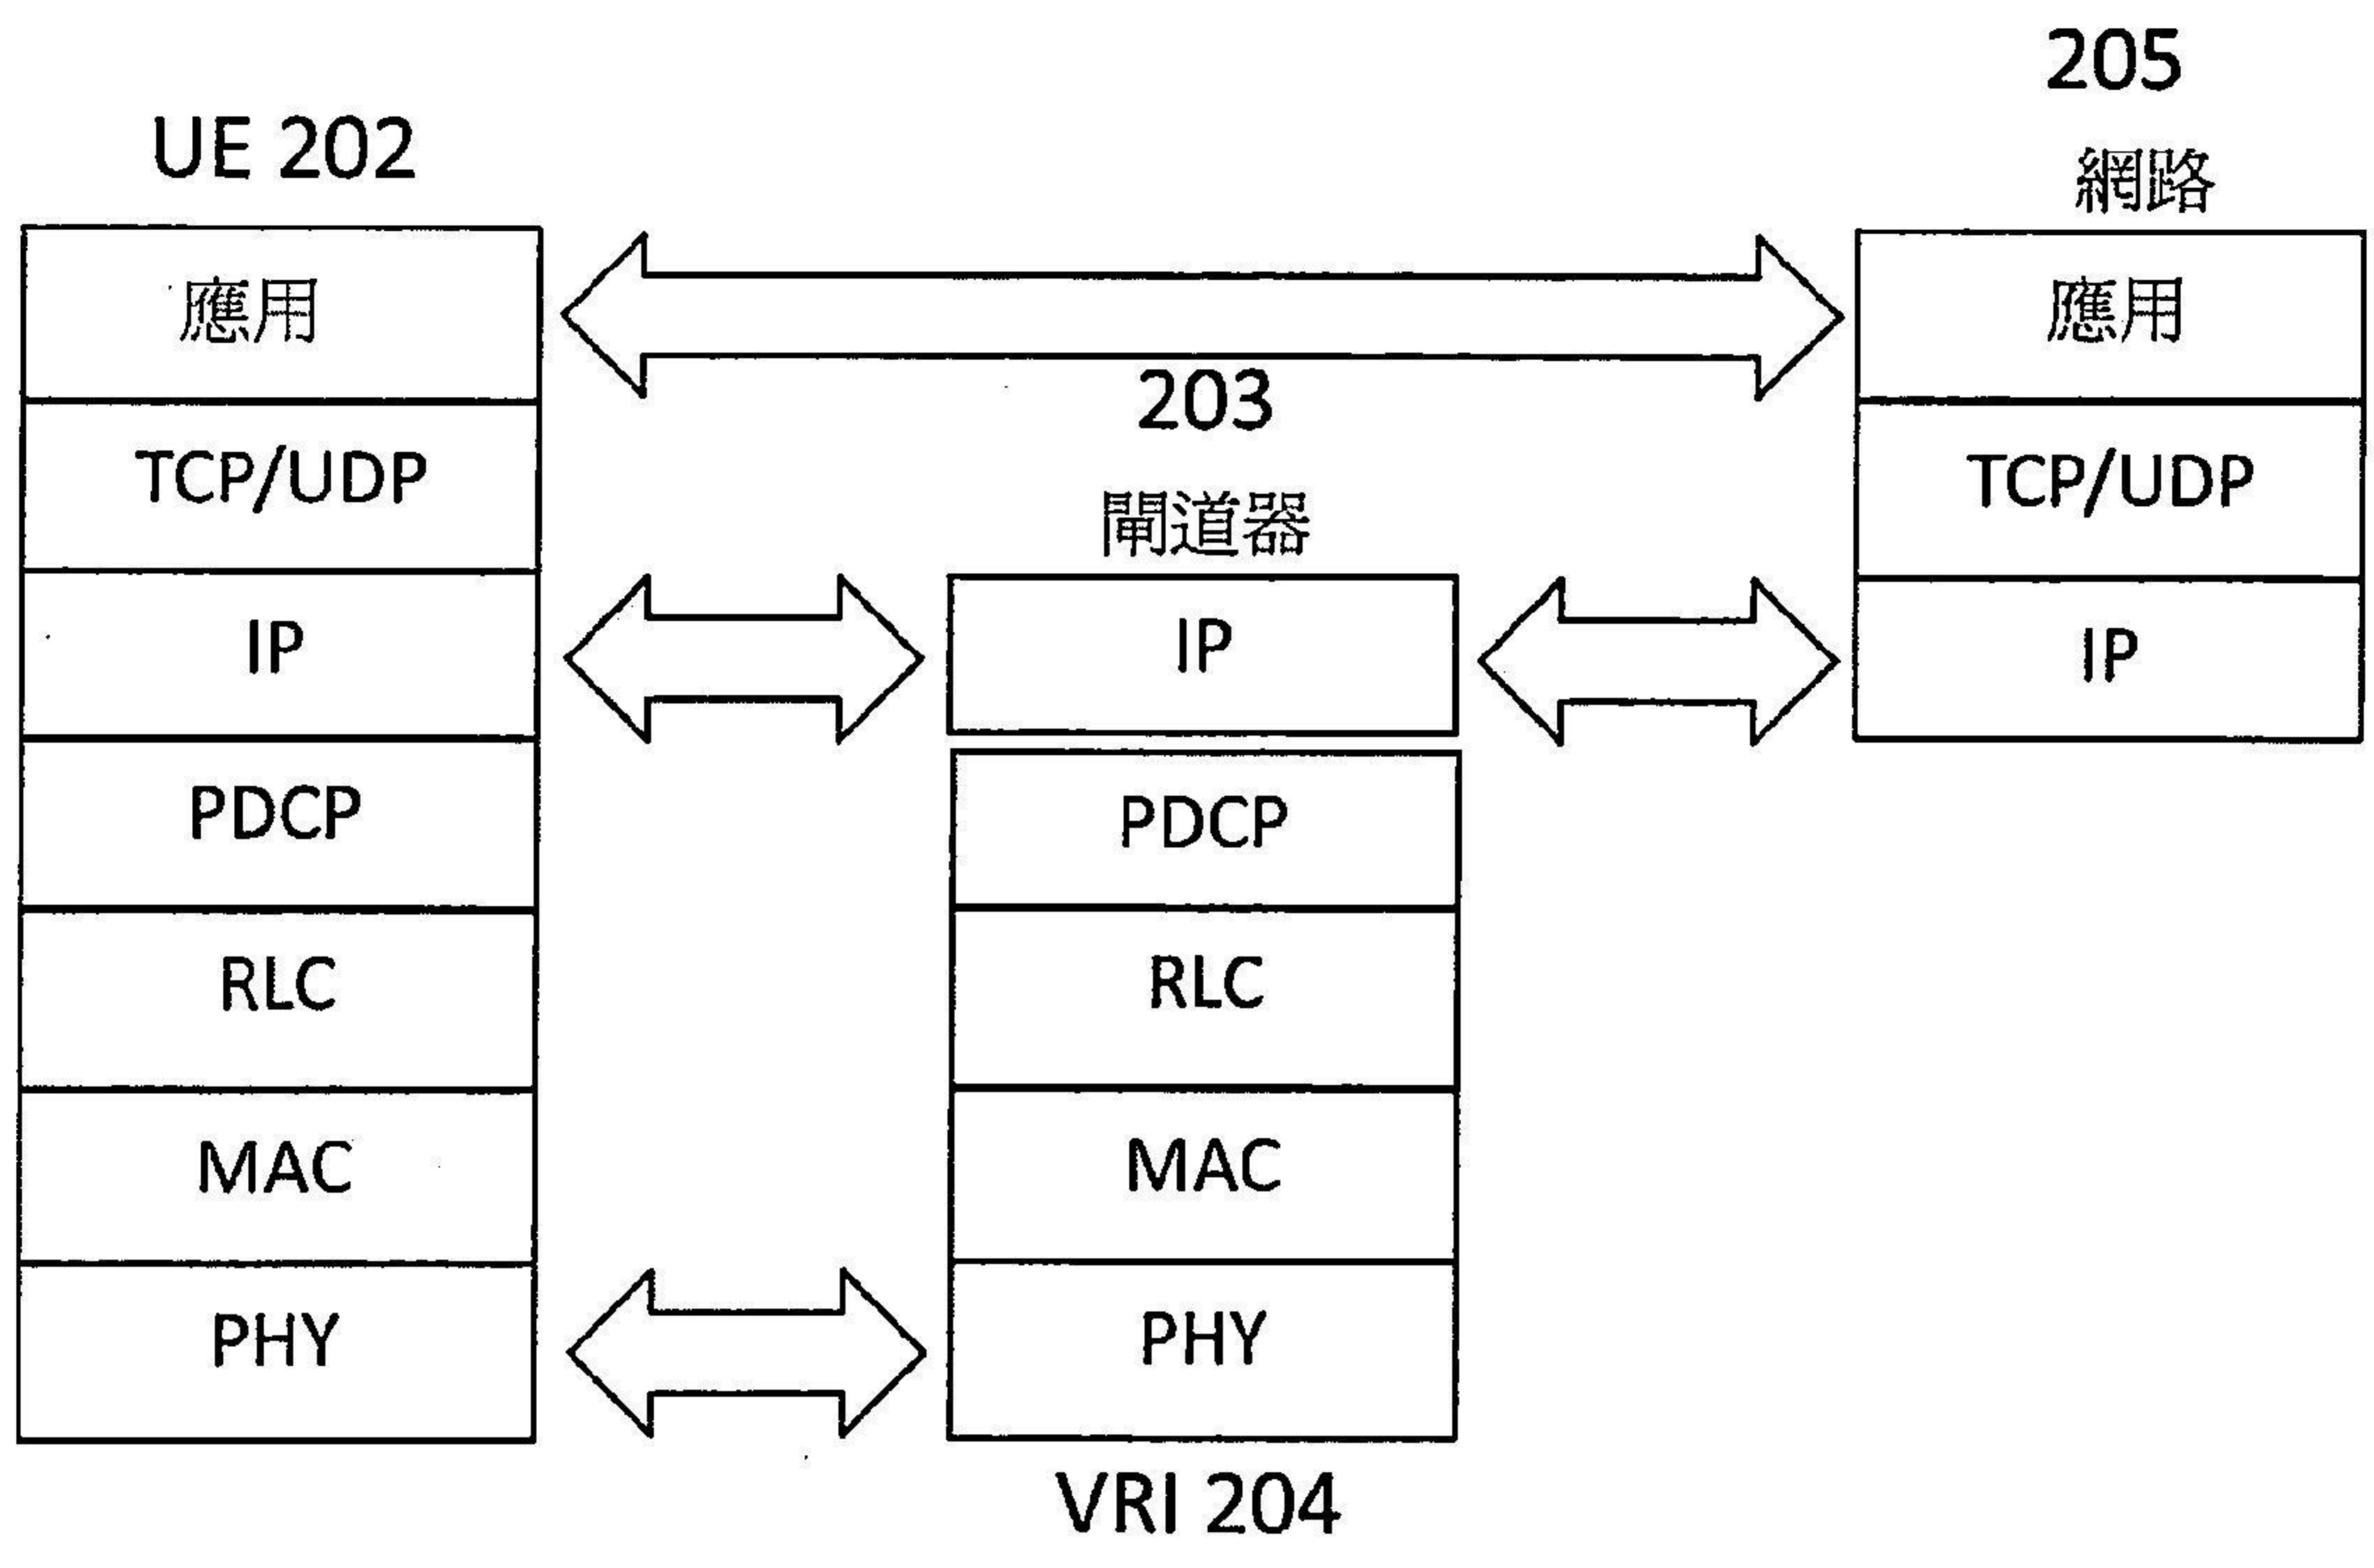 UE 202
應用
TCP/UDP
IP
PDCP
RLC
MAC
PHY
203
閘道器
IP
PDCP
RLC
MAC
PHY
VRI 204
205
網路
應用
TCP/UDP
IP